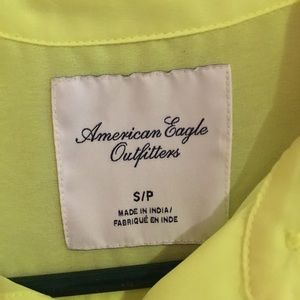 American Eagle
Outfitters
S/P
MADE IN INDIA/
FABRIQUÉ EN INDE